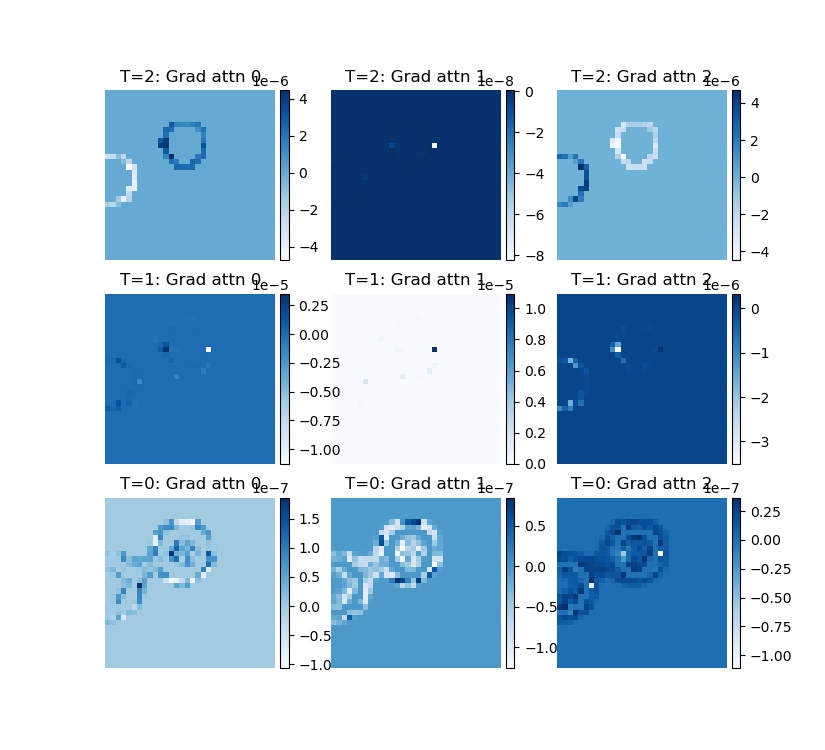 T=2: Grad attn 0
1e−6
4
2
0
−2
−4
T=2: Grad attn 1
1e−8
0
−2
−4
−6
−8
T=2: Grad attn 2
1e−6
4
2
0
−2
−4
T=1: Grad attn 0
1e−5
0.25
0.00
−0.25
−0.50
−0.75
−1.00
T=1: Grad attn 1
1e−5
1.0
0.8
0.6
0.4
0.2
0.0
T=1: Grad attn 2
1e−6
0
−1
−2
−3
T=0: Grad attn 0
1e−7
1.5
1.0
0.5
0.0
−0.5
−1.0
T=0: Grad attn 1
1e−7
0.5
0.0
−0.5
−1.0
T=0: Grad attn 2
1e−7
0.25
0.00
−0.25
−0.50
−0.75
−1.00